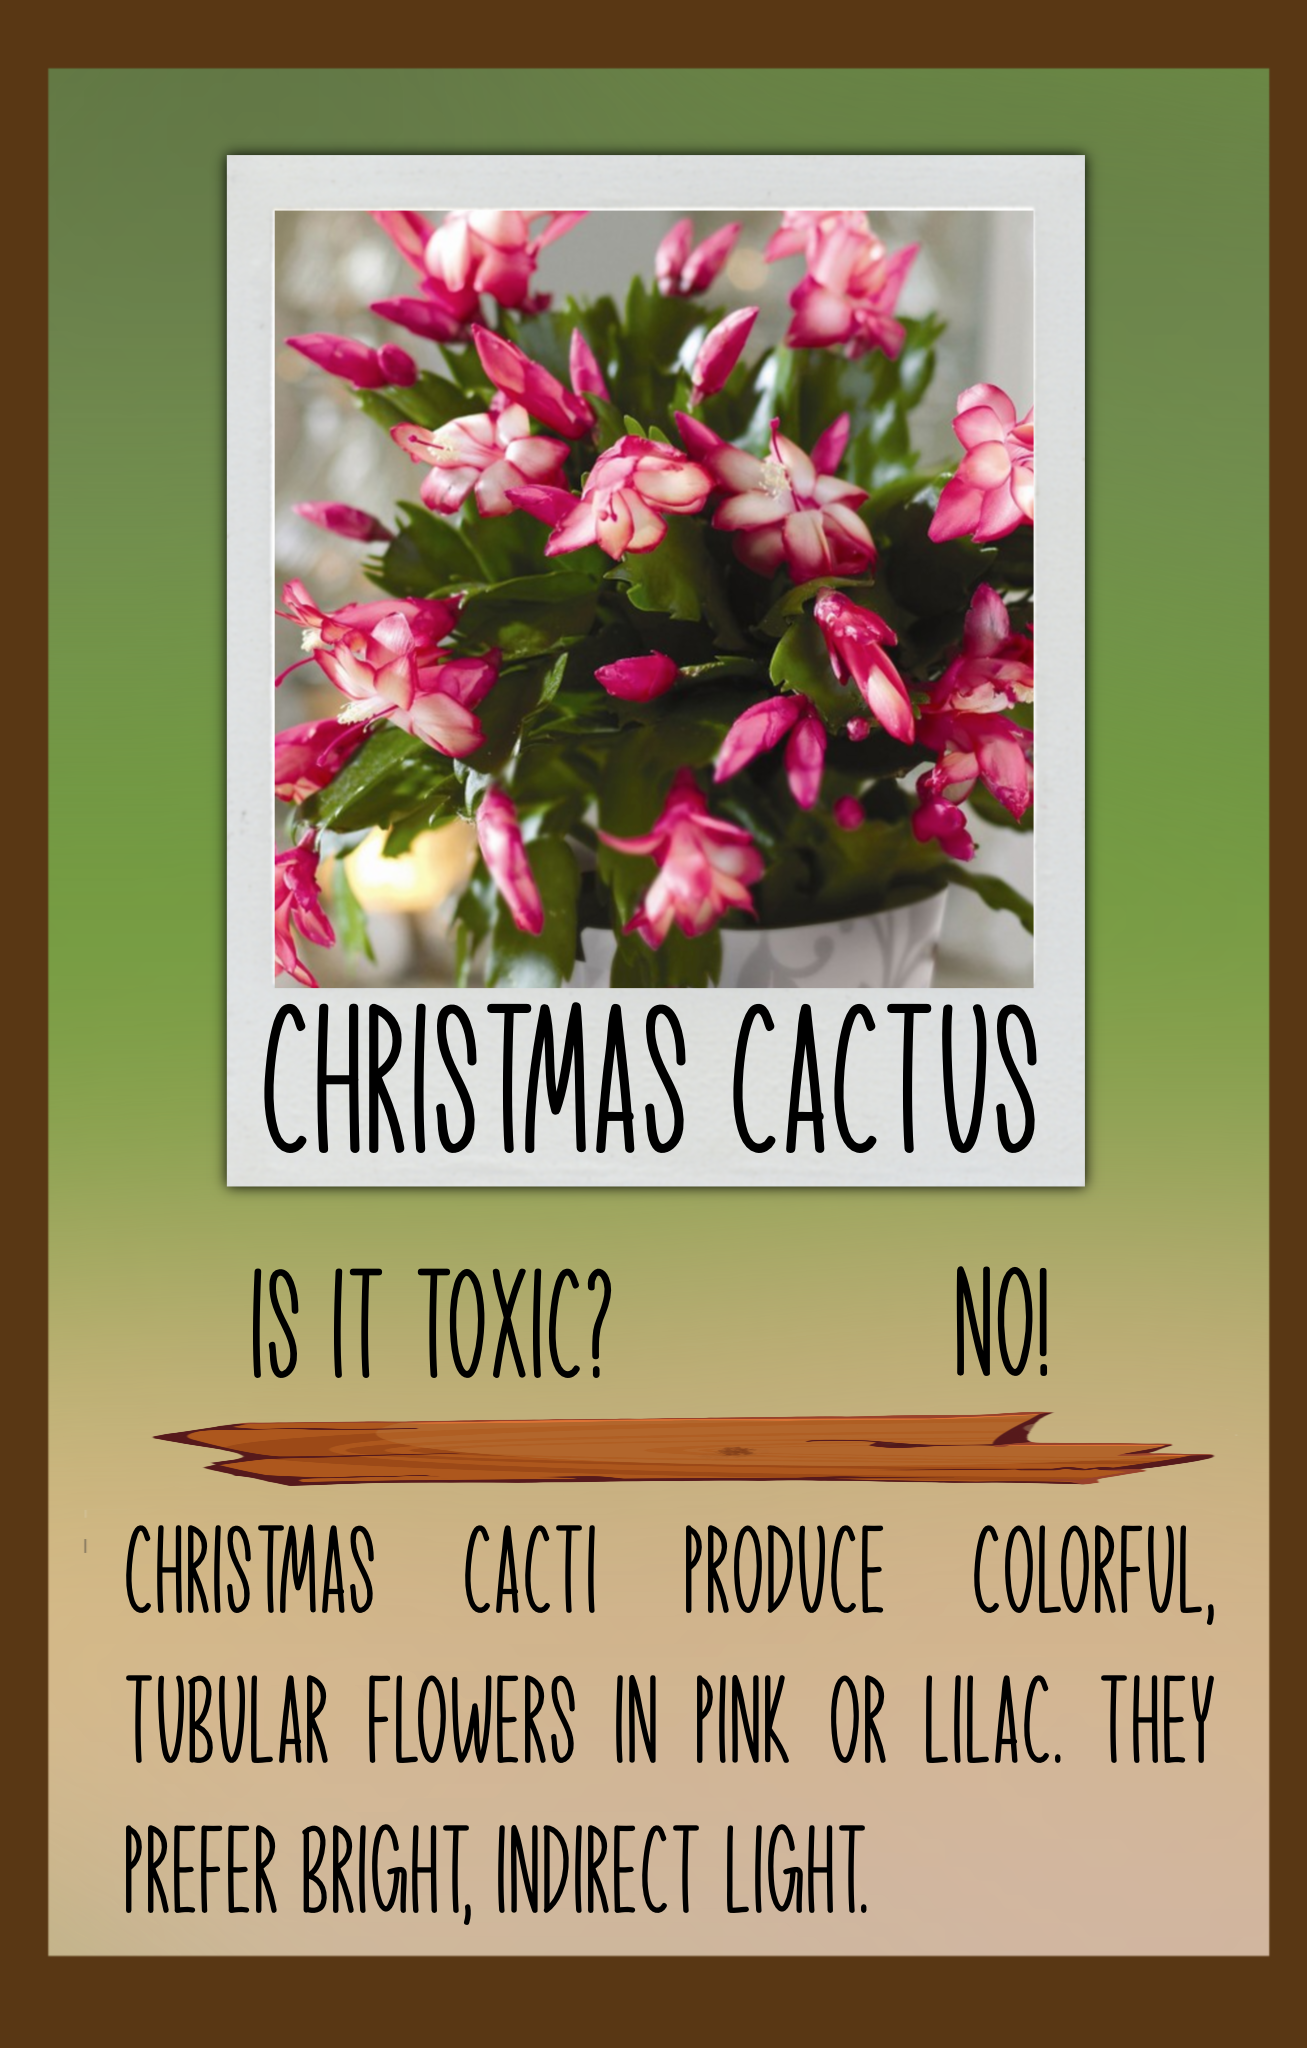 CHRISTMAS CACTUS
IS IT TOXIC? NO!
CHRISTMAS CACTI PRODUCE COLORFUL,
TUBULAR FLOWERS IN PINK OR LILAC. THEY
PREFER BRIGHT, INDIRECT LIGHT.